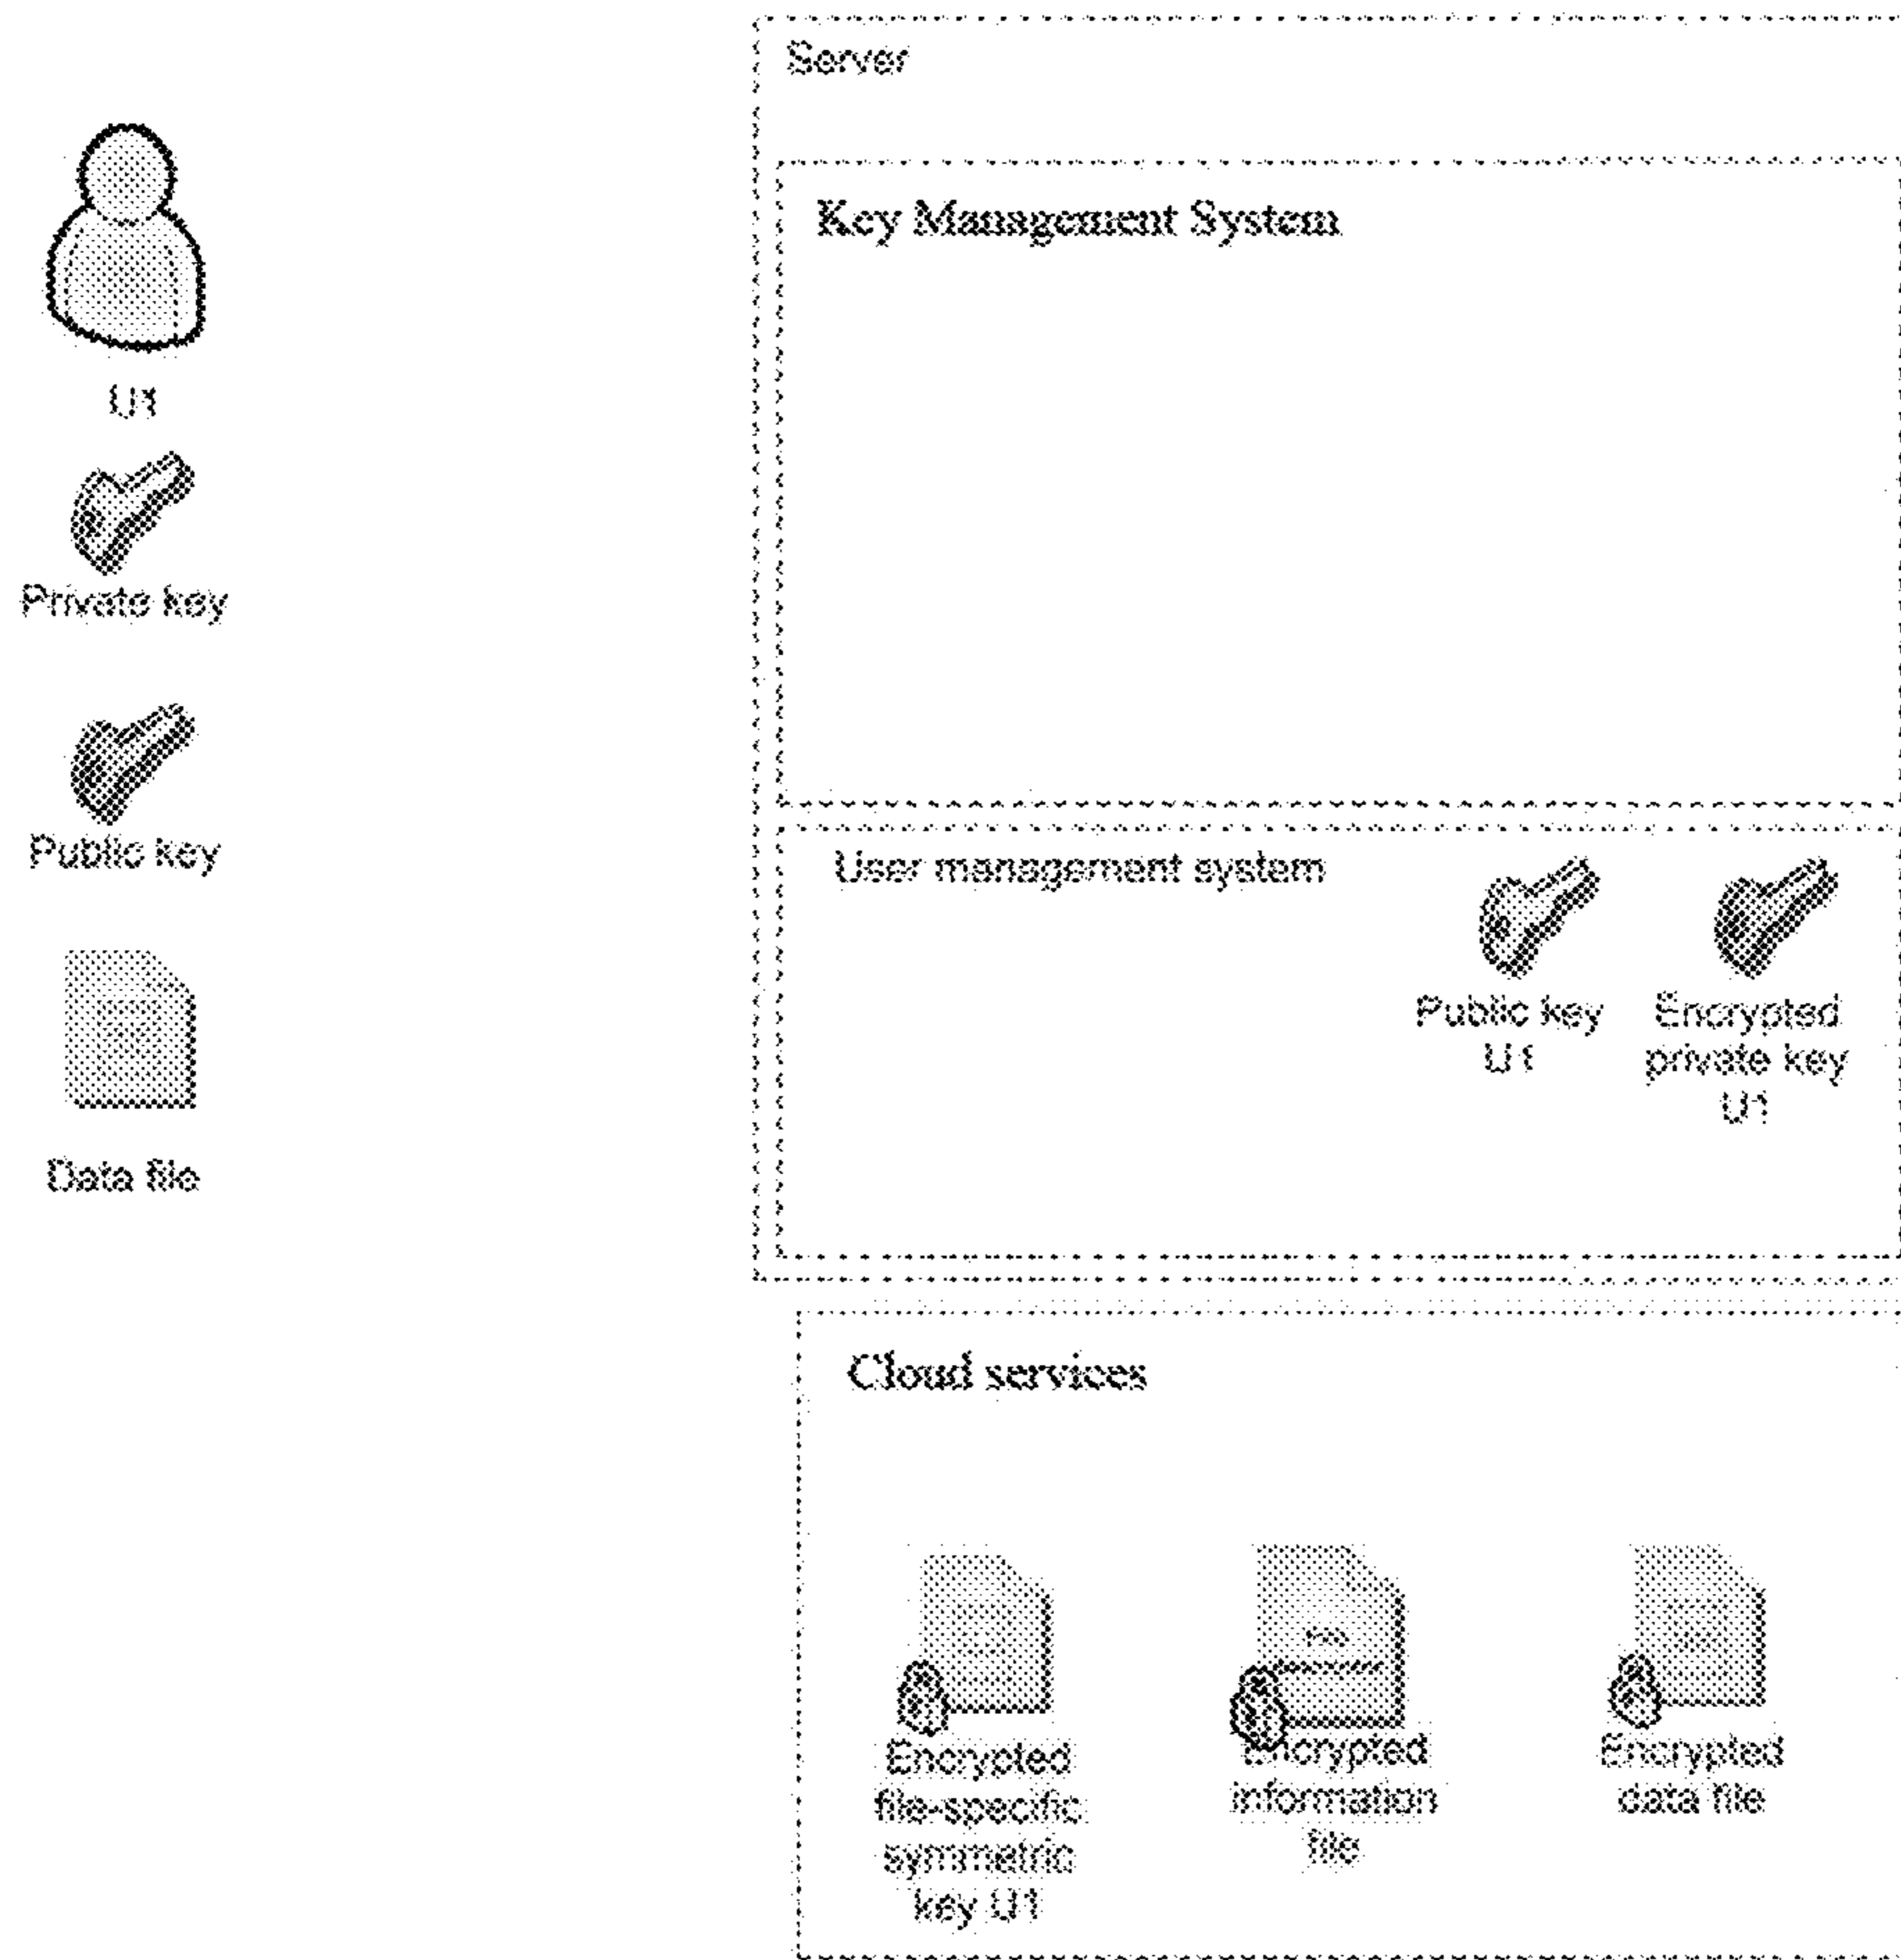 Server
Key Management System
U1
Private key
Public key
User management system
Public key
U1
Encrypted
private key
U1
Data file
Cloud services
Encrypted
file-specific
symmetric
key U1
Encrypted
information
file
Encrypted
data file